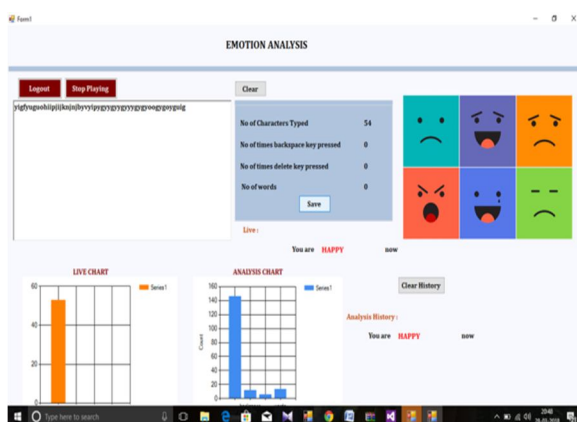 Form1
EMOTION ANALYSIS
Logout Stop Playing Clear
No of Characters Typed 54
No of times backspace key pressed 0
No of times delete key pressed 0
No of words 0
Save
Live :
You are HAPPY now
LIVE CHART
60
40
20
0
Series1
ANALYSIS CHART
160
140
120
100
80
60
40
20
0
Count
Series1
Clear History
Analysis History :
You are HAPPY now
Type here to search
20:48